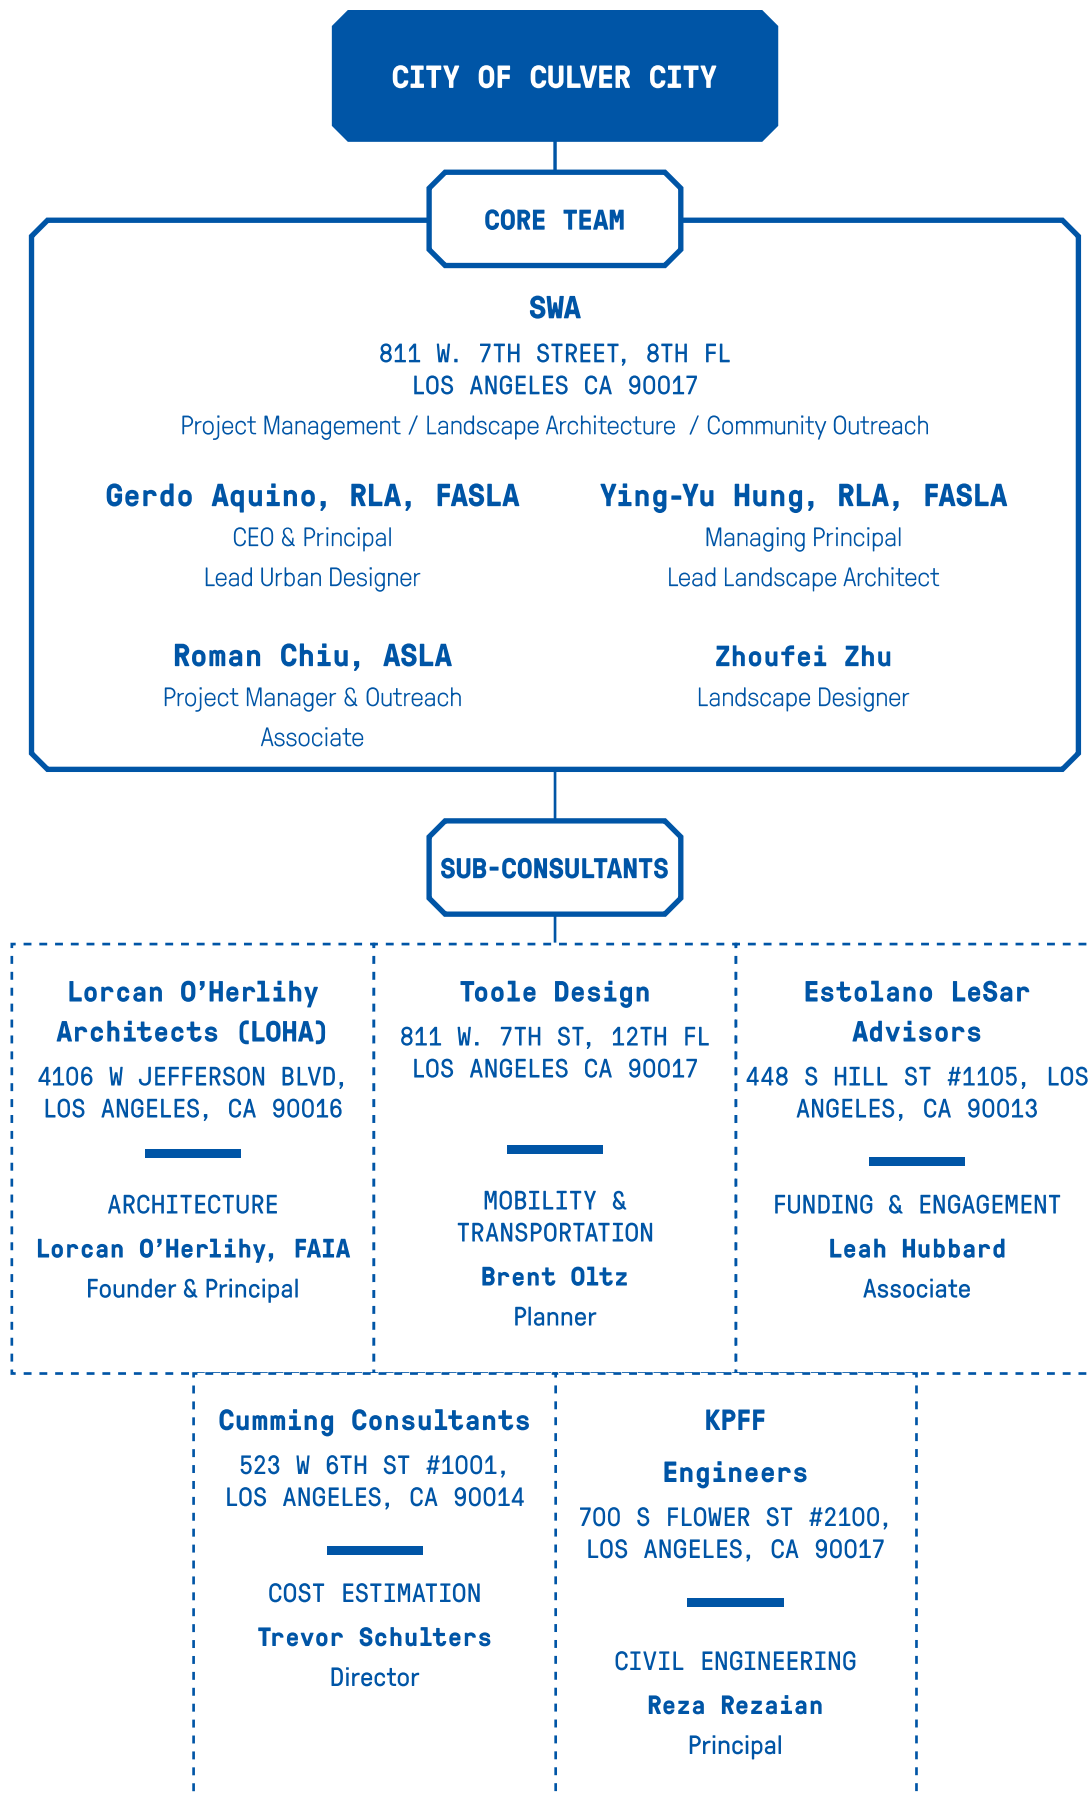 CITY OF CULVER CITY
CORE TEAM
SWA
811 W. 7TH STREET, 8TH FL
LOS ANGELES CA 90017
Project Management / Landscape Architecture / Community Outreach
Gerdo Aquino, RLA, FASLA
CEO & Principal
Lead Urban Designer
Ying-Yu Hung, RLA, FASLA
Managing Principal
Lead Landscape Architect
Roman Chiu, ASLA
Project Manager & Outreach
Associate
Zhoufei Zhu
Landscape Designer
SUB-CONSULTANTS
Lorcan O’Herlihy
Architects (LOHA)
4106 W JEFFERSON BLVD,
LOS ANGELES, CA 90016
ARCHITECTURE
Lorcan O’Herlihy, FAIA
Founder & Principal
Toole Design
811 W. 7TH ST, 12TH FL
LOS ANGELES CA 90017
MOBILITY &
TRANSPORTATION
Brent Oltz
Planner
Estolano LeSar
Advisors
448 S HILL ST #1105, LOS
ANGELES, CA 90013
FUNDING & ENGAGEMENT
Leah Hubbard
Associate
Cumming Consultants
523 W 6TH ST #1001,
LOS ANGELES, CA 90014
COST ESTIMATION
Trevor Schulters
Director
KPFF
Engineers
700 S FLOWER ST #2100,
LOS ANGELES, CA 90017
CIVIL ENGINEERING
Reza Rezaian
Principal